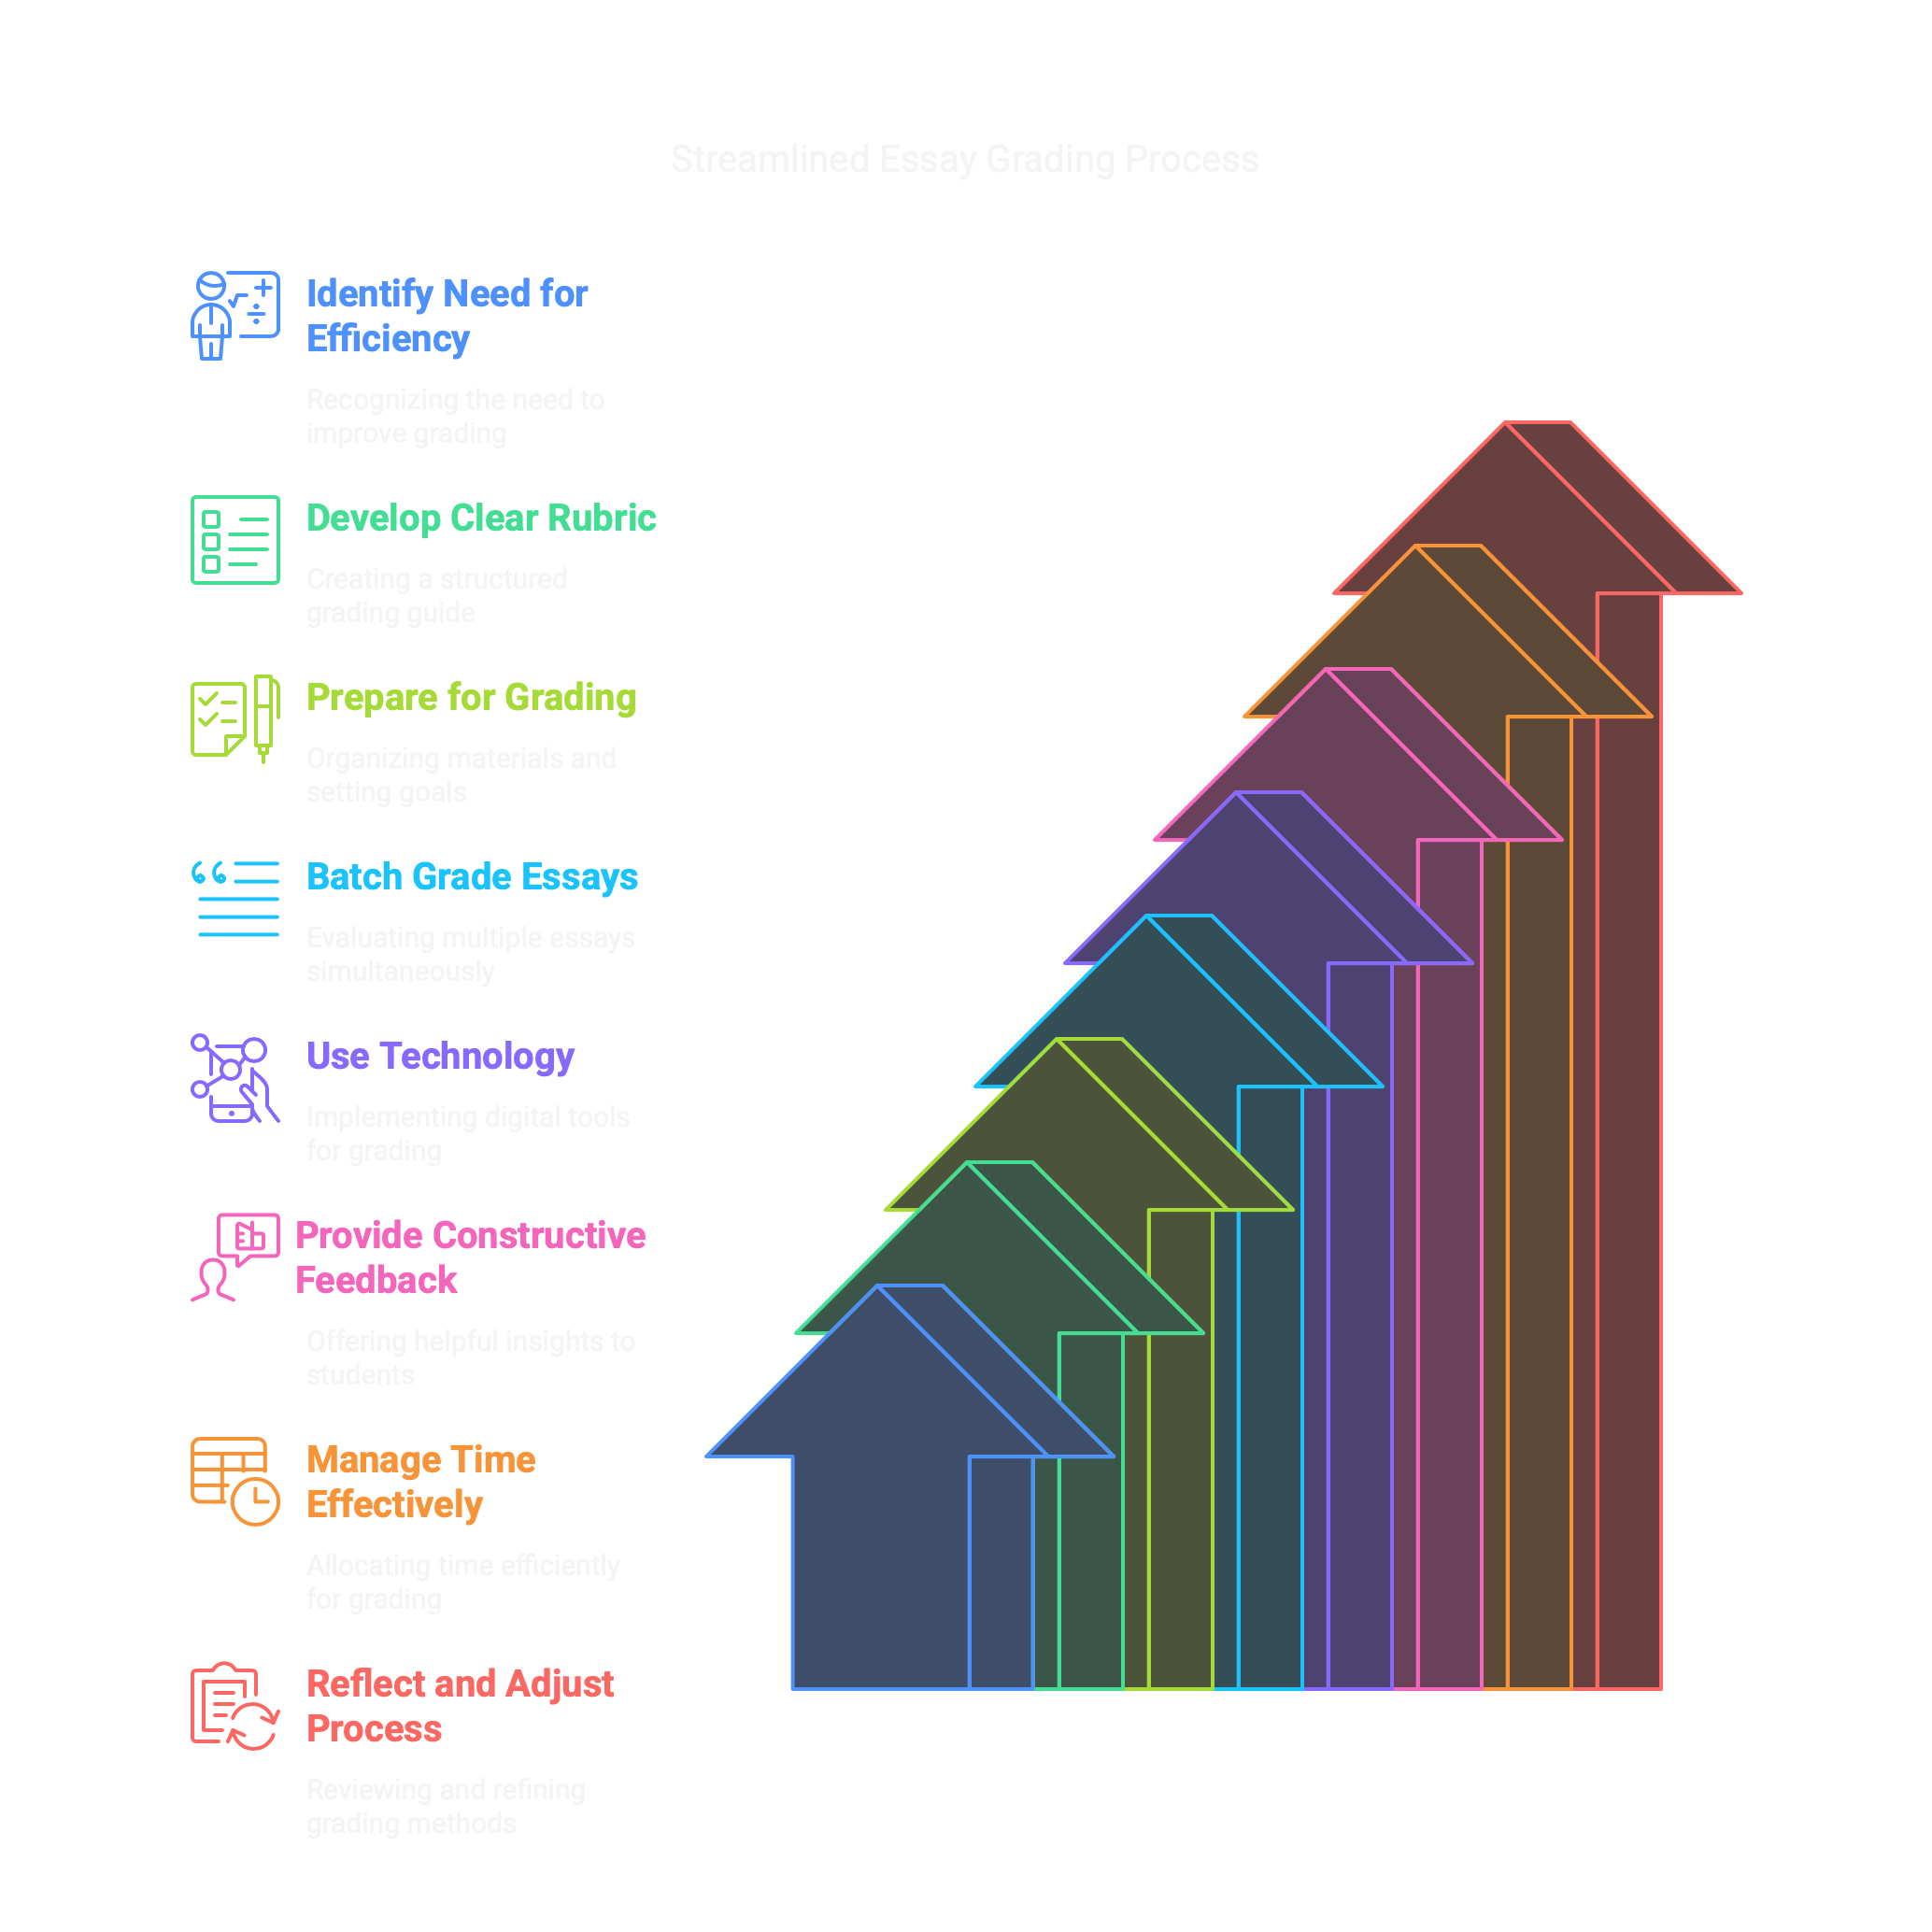 Streamlined Essay Grading Process
Identify Need for
Efficiency
Recognizing the need to
improve grading
Develop Clear Rubric
Creating a structured
grading guide
Prepare for Grading
Organizing materials and
setting goals
Batch Grade Essays
Evaluating multiple essays
simultaneously
Use Technology
Implementing digital tools
for grading
Provide Constructive
Feedback
Offering helpful insights to
students
Manage Time
Effectively
Allocating time efficiently
for grading
Reflect and Adjust
Process
Reviewing and refining
grading methods